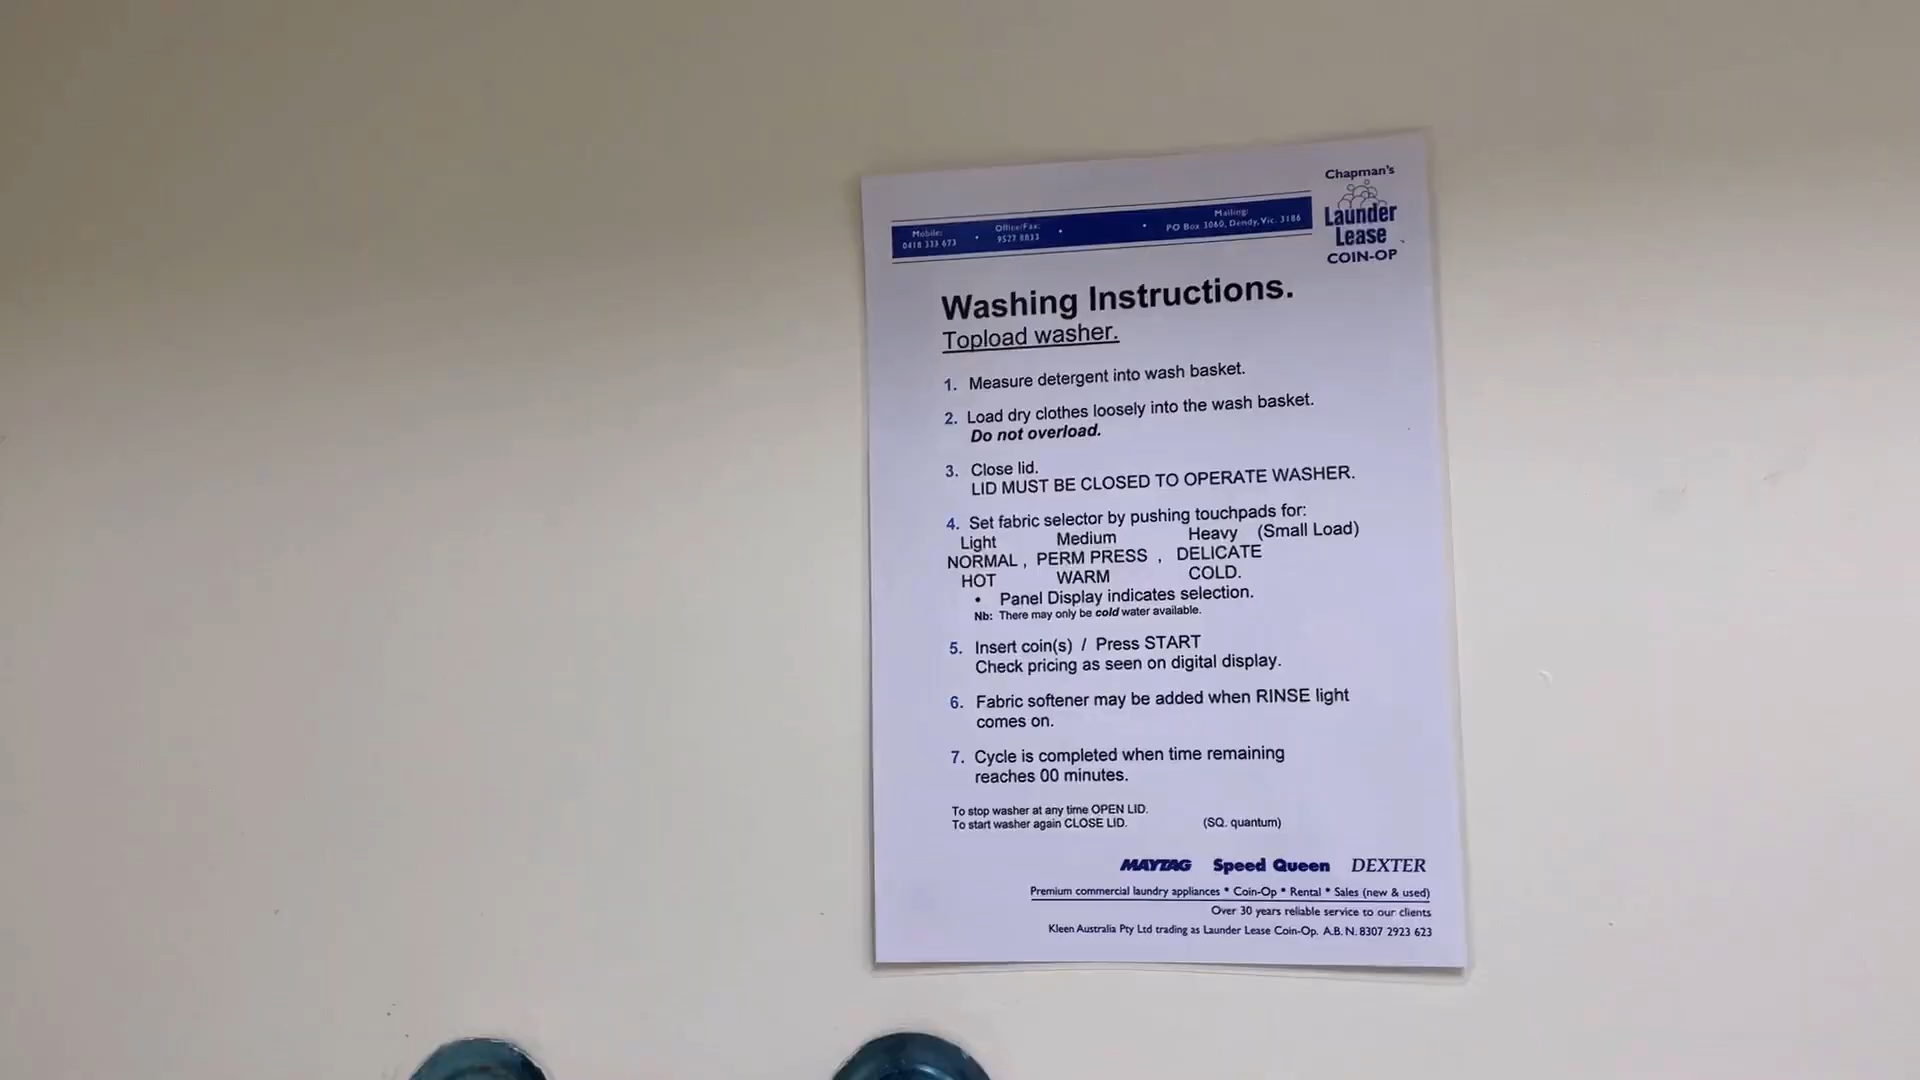 Chapman's
Launder
Lease
COIN-OP
Mobile:
0418 333 673
Office/Fax:
9527 8833
Mailing:
PO Box 3060, Dendy, Vic. 3186
Washing Instructions.
Topload washer.
1. Measure detergent into wash basket.
2. Load dry clothes loosely into the wash basket.
Do not overload.
3. Close lid.
LID MUST BE CLOSED TO OPERATE WASHER.
4. Set fabric selector by pushing touchpads for:
Light Medium Heavy (Small Load)
NORMAL , PERM PRESS , DELICATE
HOT WARM COLD.
• Panel Display indicates selection.
Nb: There may only be cold water available.
5. Insert coin(s) / Press START
Check pricing as seen on digital display.
6. Fabric softener may be added when RINSE light
comes on.
7. Cycle is completed when time remaining
reaches 00 minutes.
To stop washer at any time OPEN LID.
To start washer again CLOSE LID. (SQ. quantum)
MAYTAG Speed Queen DEXTER
Premium commercial laundry appliances * Coin-Op * Rental * Sales (new & used)
Over 30 years reliable service to our clients
Kleen Australia Pty Ltd trading as Launder Lease Coin-Op. A.B.N. 8307 2923 623